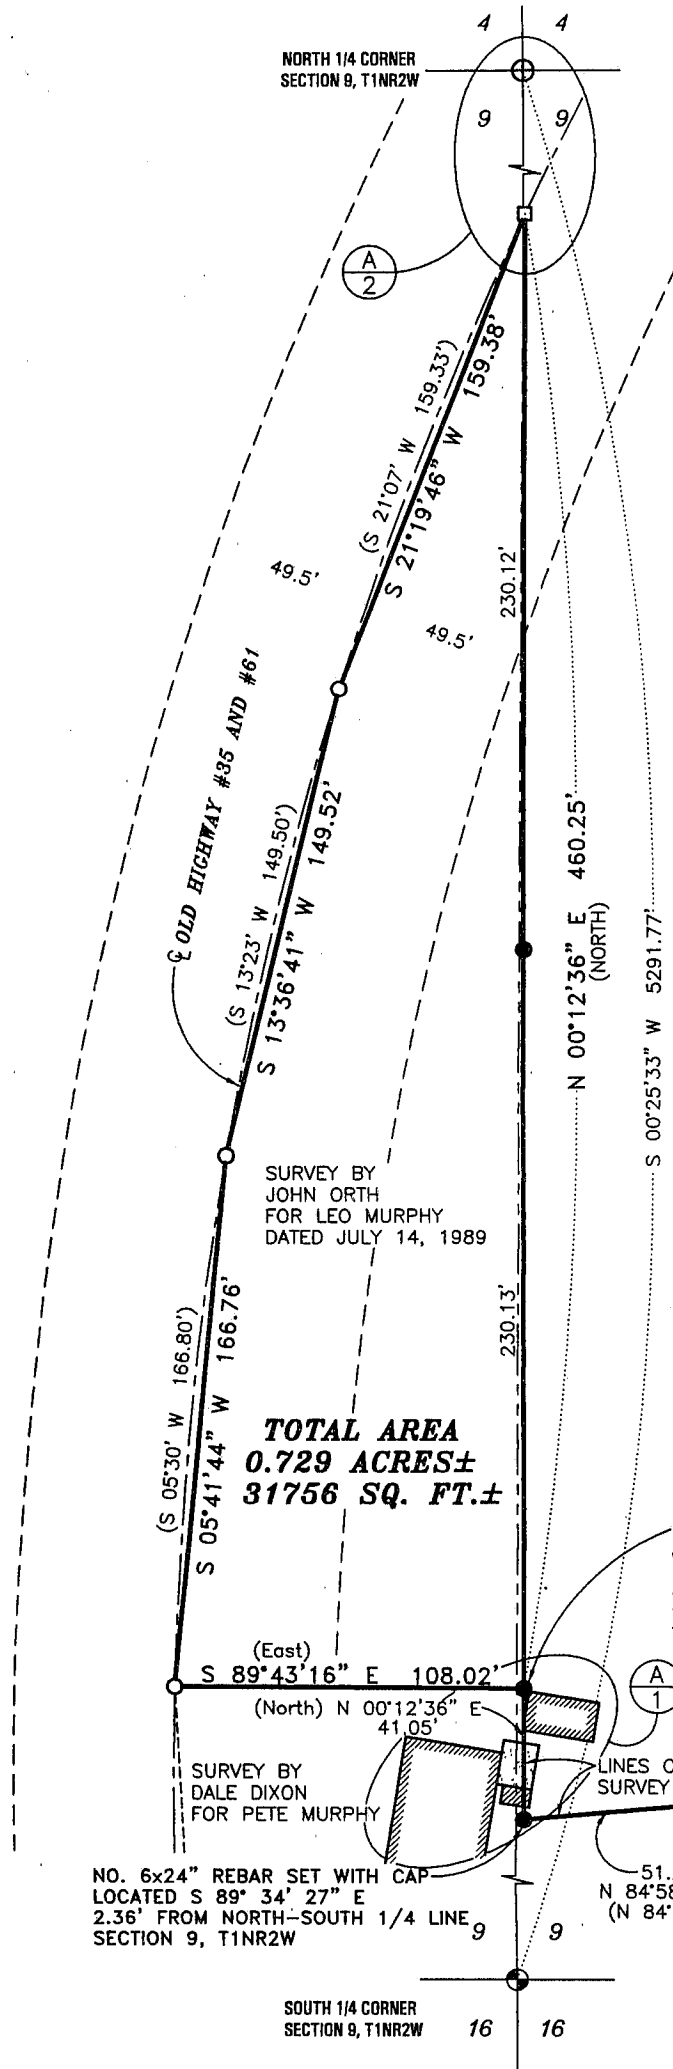 4 4
NORTH 1/4 CORNER
SECTION 9, T1NR2W
9 9
A
2
(S 21°07' W 159.33')
S 21°19'46" W 159.38'
49.5'
49.5'
230.12'
℄ OLD HIGHWAY #35 AND #61
(S 13°23' W 149.50')
S 13°36'41" W 149.52'
N 00°12'36" E 460.25'
(NORTH)
S 00°25'33" W 5291.77'
SURVEY BY
JOHN ORTH
FOR LEO MURPHY
DATED JULY 14, 1989
230.13'
(S 05°30' W 166.80')
S 05°41'44" W 166.76'
TOTAL AREA
0.729 ACRES±
31756 SQ. FT.±
(East)
S 89°43'16" E 108.02'
(North) N 00°12'36" E
41.05'
A
1
SURVEY BY
DALE DIXON
FOR PETE MURPHY
LINES O
SURVEY
NO. 6x24" REBAR SET WITH CAP
LOCATED S 89° 34' 27" E
2.36' FROM NORTH-SOUTH 1/4 LINE
SECTION 9, T1NR2W
51.
N 84°58
(N 84°
9 9
SOUTH 1/4 CORNER
SECTION 9, T1NR2W
16 16